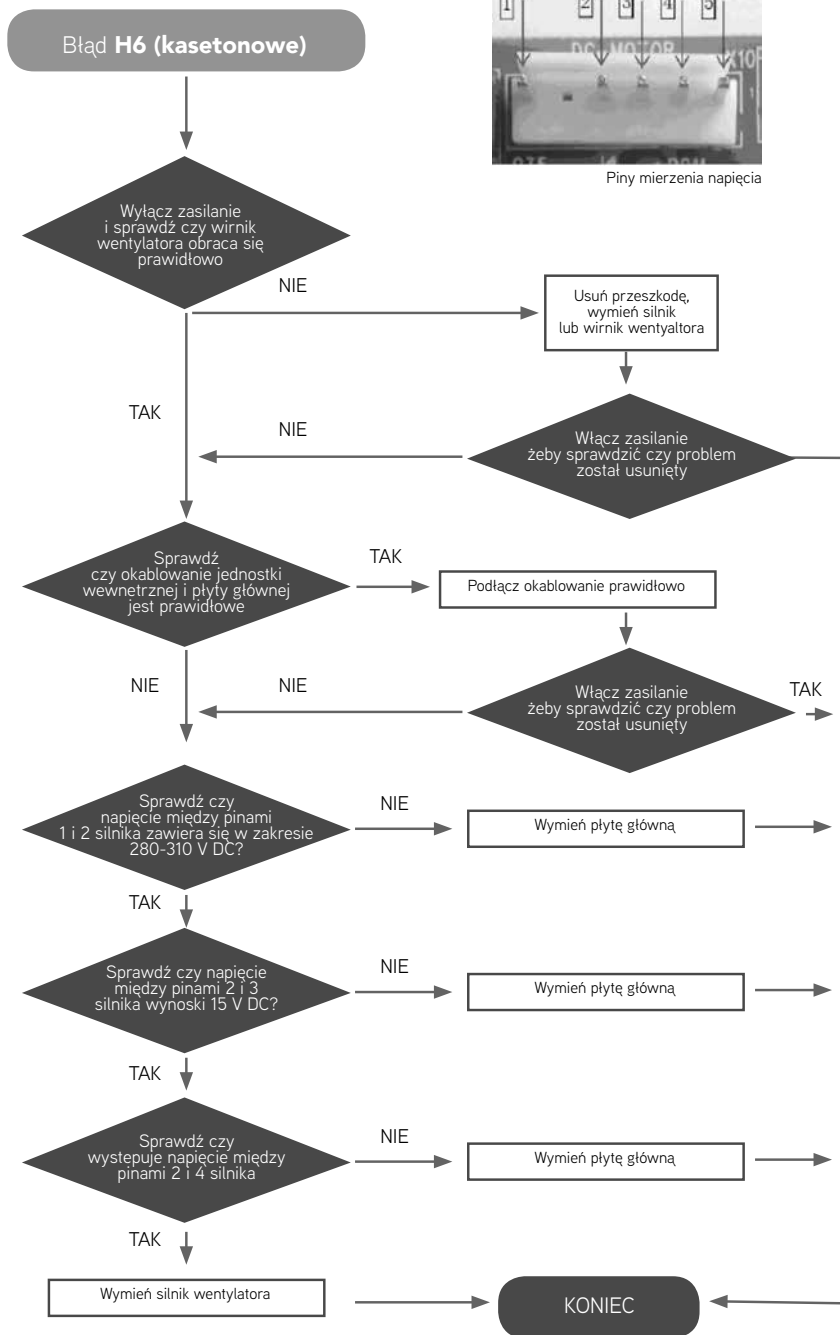 1 2 3 4 5
DC-MOTOR
Piny mierzenia napięcia
Błąd H6 (kasetonowe)
Wyłącz zasilanie
i sprawdź czy wirnik
wentylatora obraca się
prawidłowo
NIE
Usuń przeszkodę,
wymień silnik
lub wirnik wentyaltora
TAK
NIE
Włącz zasilanie
żeby sprawdzić czy problem
został usunięty
Sprawdź
czy okablowanie jednostki
wewnetrznej i płyty głównej
jest prawidłowe
TAK
Podłącz okablowanie prawidłowo
NIE
NIE
Włącz zasilanie
żeby sprawdzić czy problem
został usunięty
TAK
Sprawdź czy
napięcie między pinami
1 i 2 silnika zawiera się w zakresie
280-310 V DC?
NIE
Wymień płytę główną
TAK
Sprawdź czy napięcie
między pinami 2 i 3
silnika wynoski 15 V DC?
NIE
Wymień płytę główną
TAK
Sprawdź czy
wystepuje napięcie między
pinami 2 i 4 silnika
NIE
Wymień płytę główną
TAK
Wymień silnik wentylatora
KONIEC